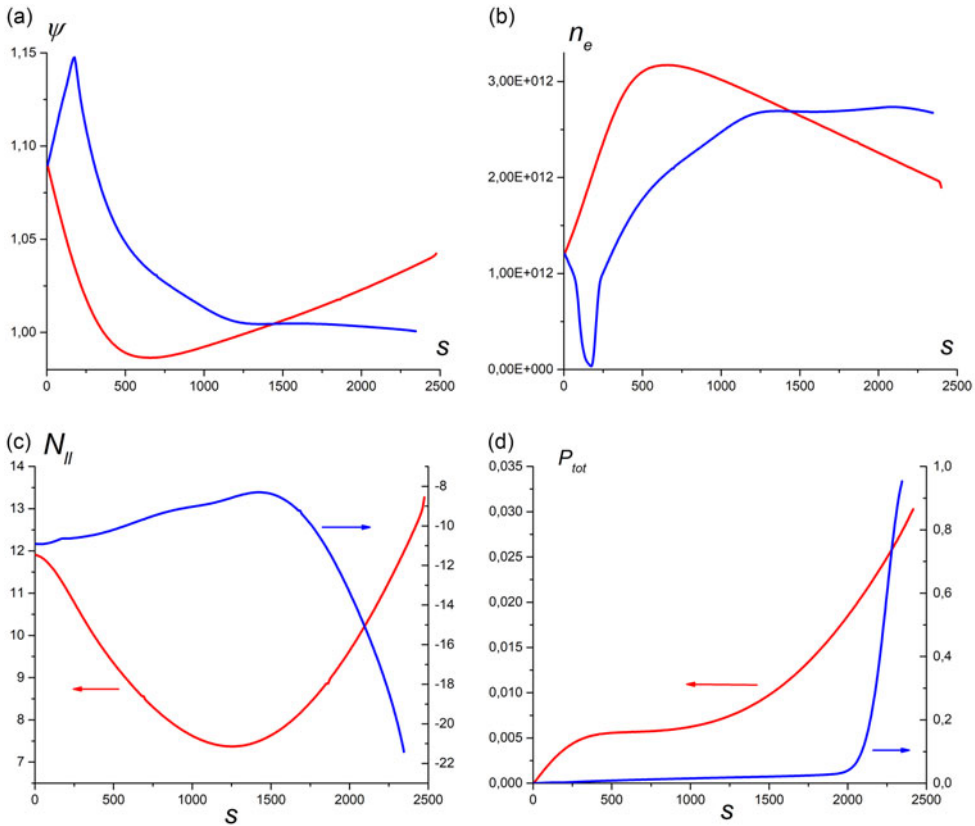 (a) ψ
1,15
1,10
1,05
1,00
0 500 1000 1500 2000 2500
S
(b) n_e
3,00E+012
2,00E+012
1,00E+012
0,00E+000
0 500 1000 1500 2000 2500
S
(c) N_//
14
13
12
11
10
9
8
7
-8
-10
-12
-14
-16
-18
-20
-22
0 500 1000 1500 2000 2500
S
(d) P_tot
0,035
0,030
0,025
0,020
0,015
0,010
0,005
0,000
1,0
0,8
0,6
0,4
0,2
0,0
0 500 1000 1500 2000 2500
S